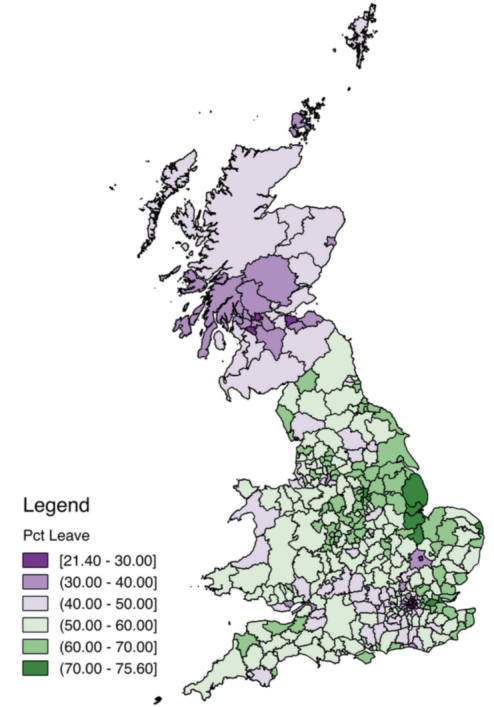 Legend
Pct Leave
[21.40 - 30.00]
(30.00 - 40.00]
(40.00 - 50.00]
(50.00 - 60.00]
(60.00 - 70.00]
(70.00 - 75.60]